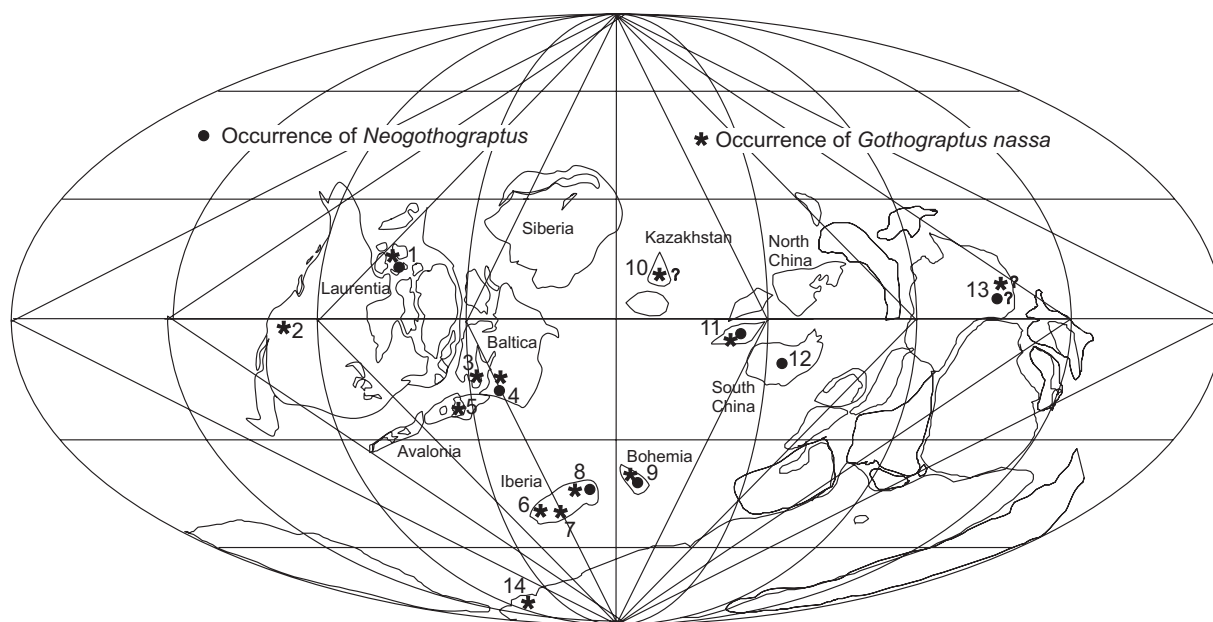 ● Occurrence of Neogothograptus
* Occurrence of Gothograptus nassa
Siberia
Kazakhstan
North
China
1
10 * ?
Laurentia
13 * ?
● ?
* 2
Baltica
11
12
3
4
South
China
5
Avalonia
Bohemia
Iberia
8
9
6
7
14